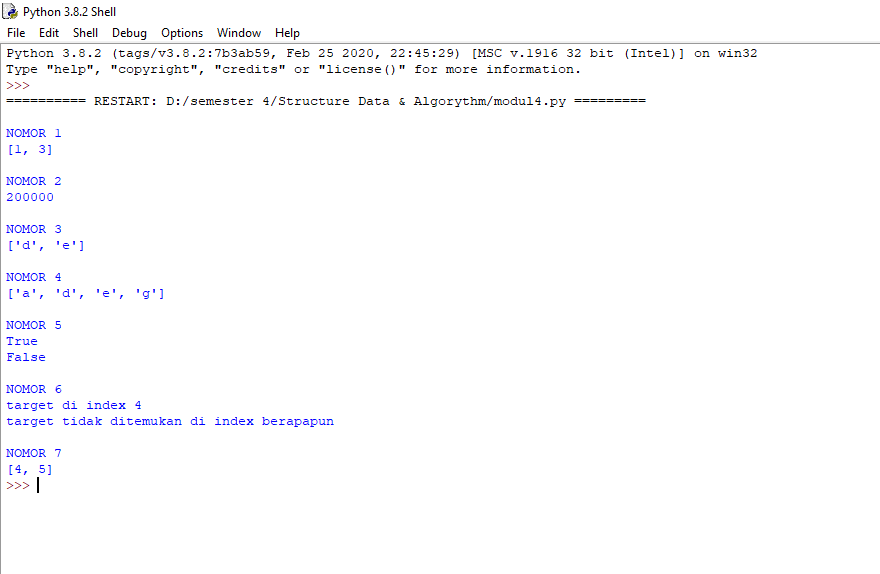 Python 3.8.2 Shell
File Edit Shell Debug Options Window Help
Python 3.8.2 (tags/v3.8.2:7b3ab59, Feb 25 2020, 22:45:29) [MSC v.1916 32 bit (Intel)] on win32
Type "help", "copyright", "credits" or "license()" for more information.
>>>
========== RESTART: D:/semester 4/Structure Data & Algorythm/modul4.py =========
NOMOR 1
[1, 3]
NOMOR 2
200000
NOMOR 3
['d', 'e']
NOMOR 4
['a', 'd', 'e', 'g']
NOMOR 5
True
False
NOMOR 6
target di index 4
target tidak ditemukan di index berapapun
NOMOR 7
[4, 5]
>>>